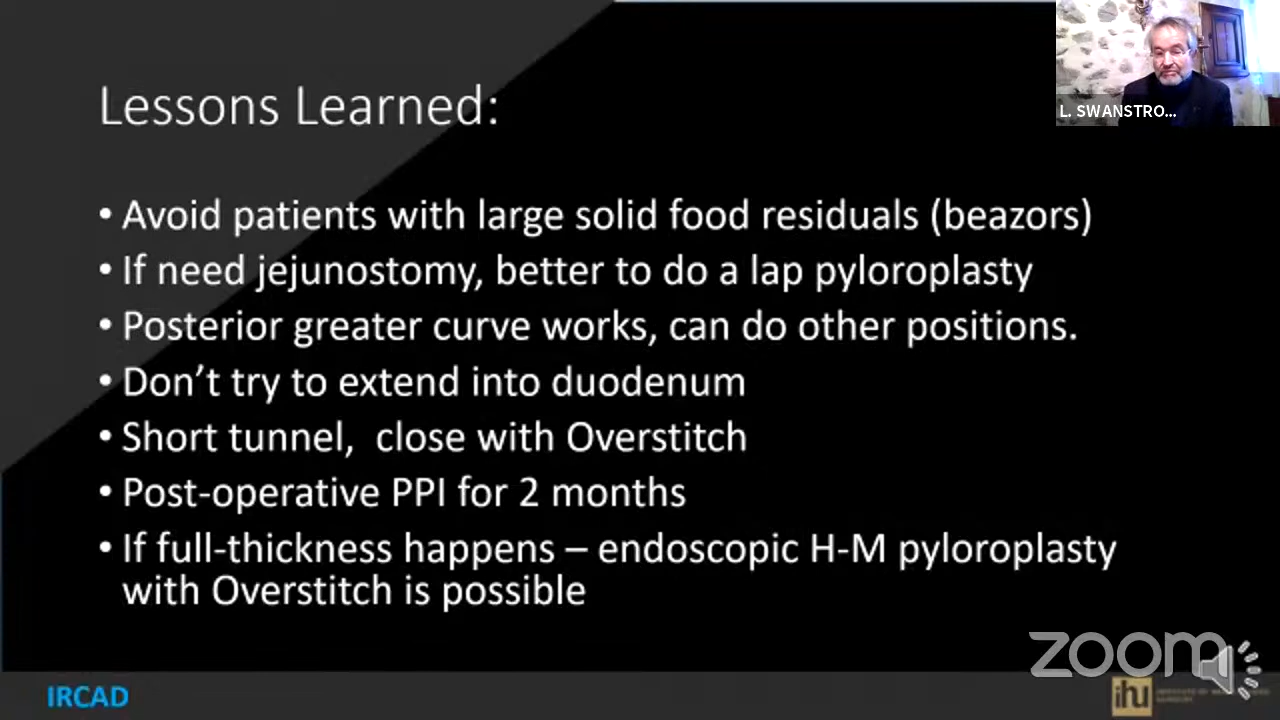 L. SWANSTRO...
Lessons Learned:
• Avoid patients with large solid food residuals (beazors)
• If need jejunostomy, better to do a lap pyloroplasty
• Posterior greater curve works, can do other positions.
• Don’t try to extend into duodenum
• Short tunnel,  close with Overstitch
• Post-operative PPI for 2 months
• If full-thickness happens – endoscopic H-M pyloroplasty
with Overstitch is possible
zoom
IRCAD
ihu